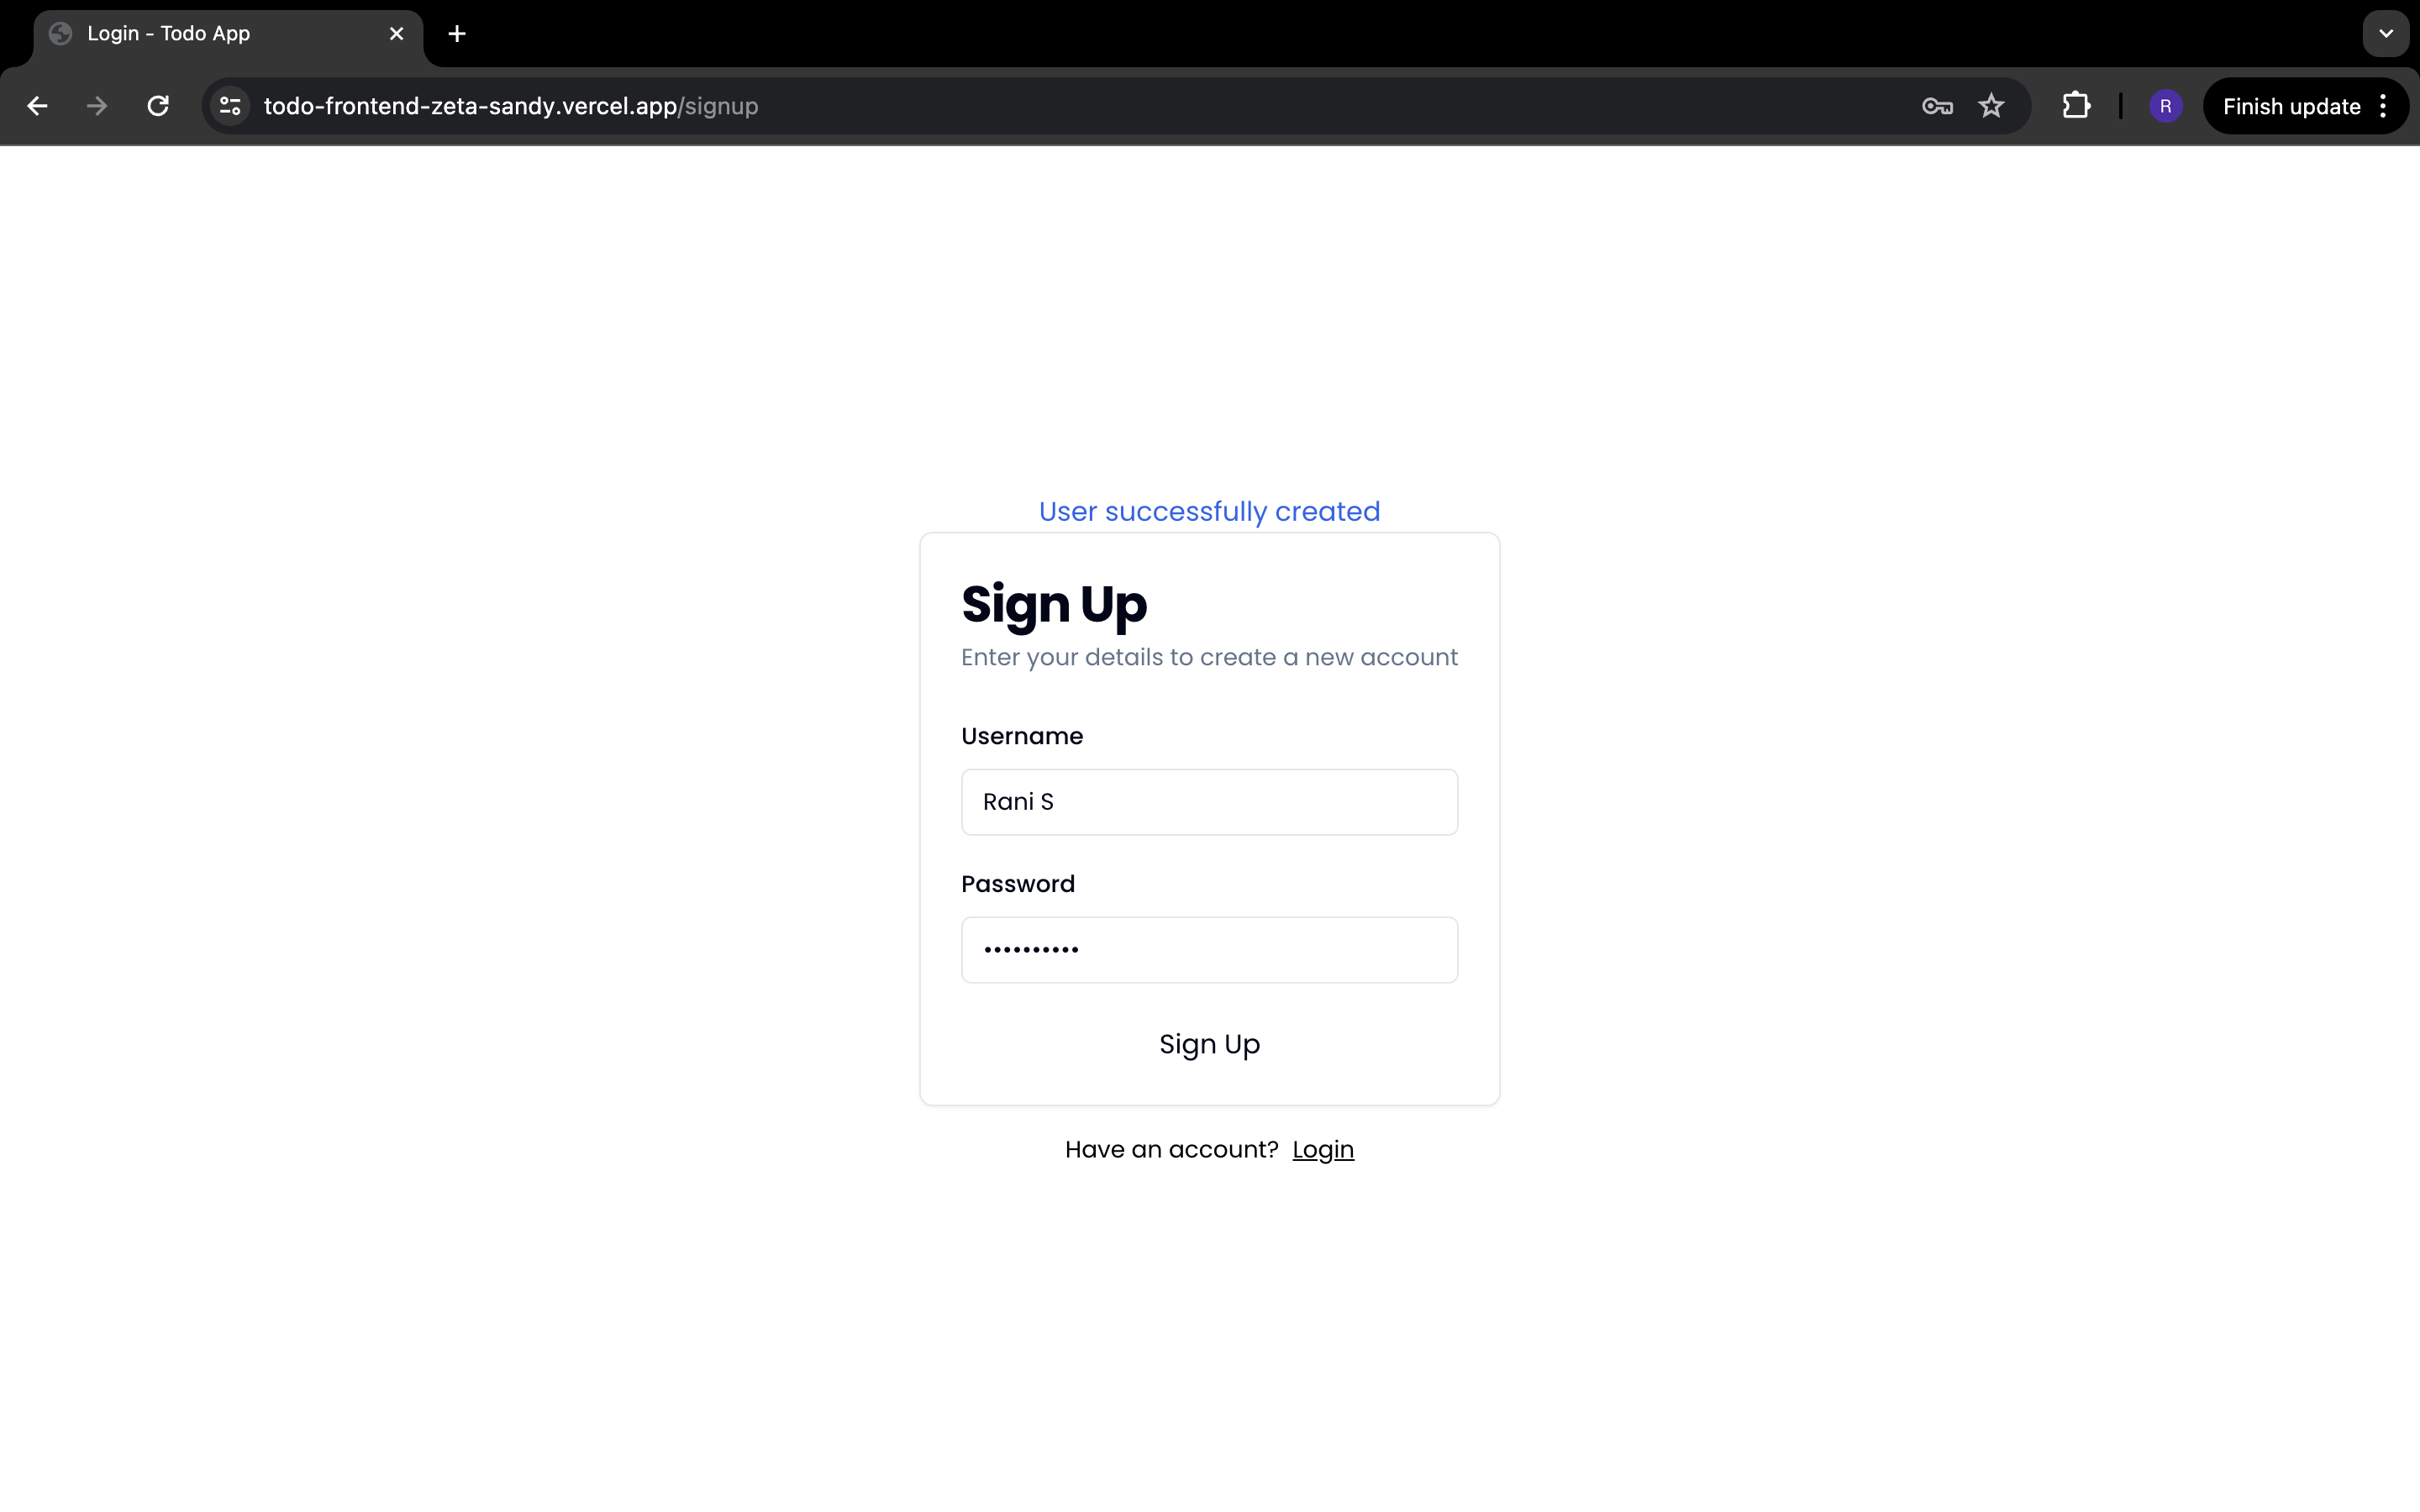 Login - Todo App
todo-frontend-zeta-sandy.vercel.app/signup
R
Finish update
User successfully created
Sign Up
Enter your details to create a new account
Username
Rani S
Password
••••••••••
Sign Up
Have an account? Login